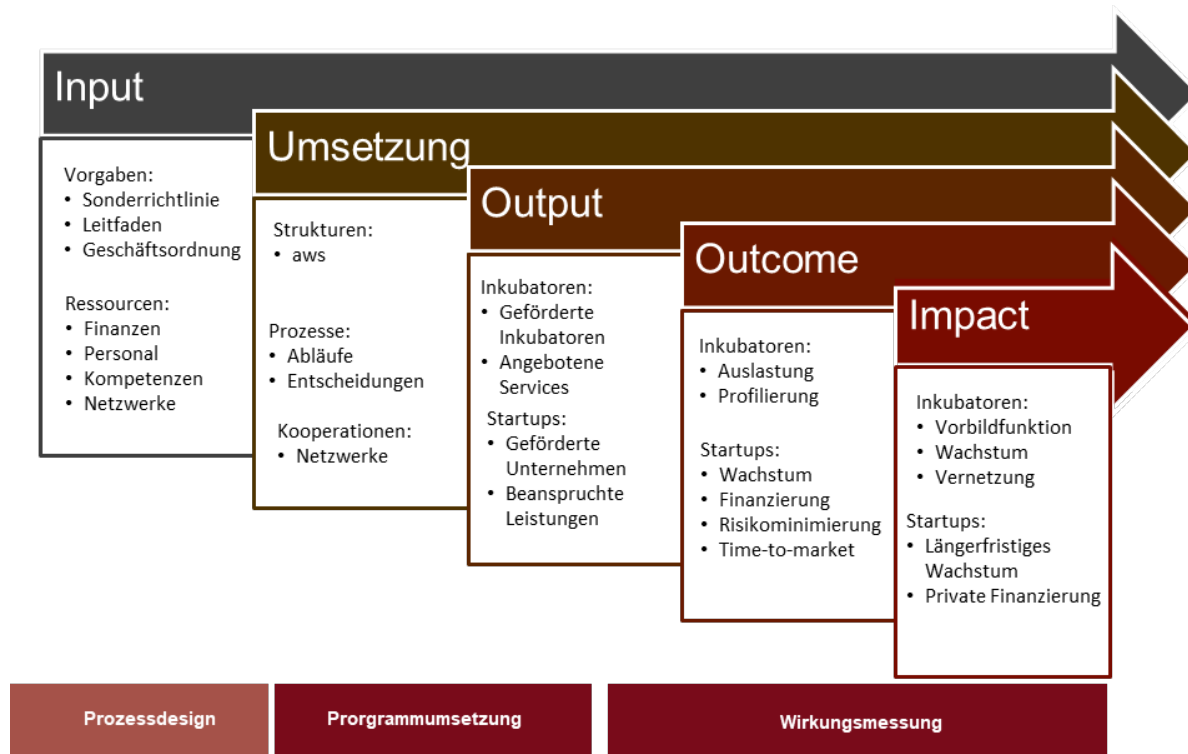 Input
Vorgaben:
• Sonderrichtlinie
• Leitfaden
• Geschäftsordnung
Ressourcen:
• Finanzen
• Personal
• Kompetenzen
• Netzwerke
Umsetzung
Strukturen:
• aws
Prozesse:
• Abläufe
• Entscheidungen
Kooperationen:
• Netzwerke
Output
Inkubatoren:
• Geförderte
Inkubatoren
• Angebotene
Services
Startups:
• Geförderte
Unternehmen
• Beanspruchte
Leistungen
Outcome
Inkubatoren:
• Auslastung
• Profilierung
Startups:
• Wachstum
• Finanzierung
• Risikominimierung
• Time-to-market
Impact
Inkubatoren:
• Vorbildfunktion
• Wachstum
• Vernetzung
Startups:
• Längerfristiges
Wachstum
• Private Finanzierung
Prozessdesign
Prorgrammumsetzung
Wirkungsmessung